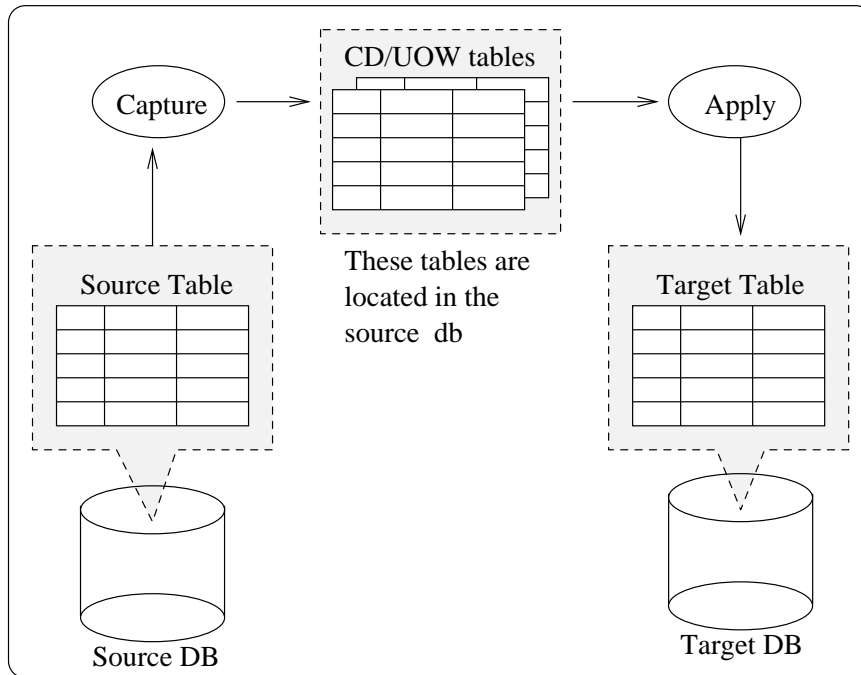 CD/UOW tables
Capture
Apply
These tables are
located in the
source db
Source Table
Target Table
Source DB
Target DB